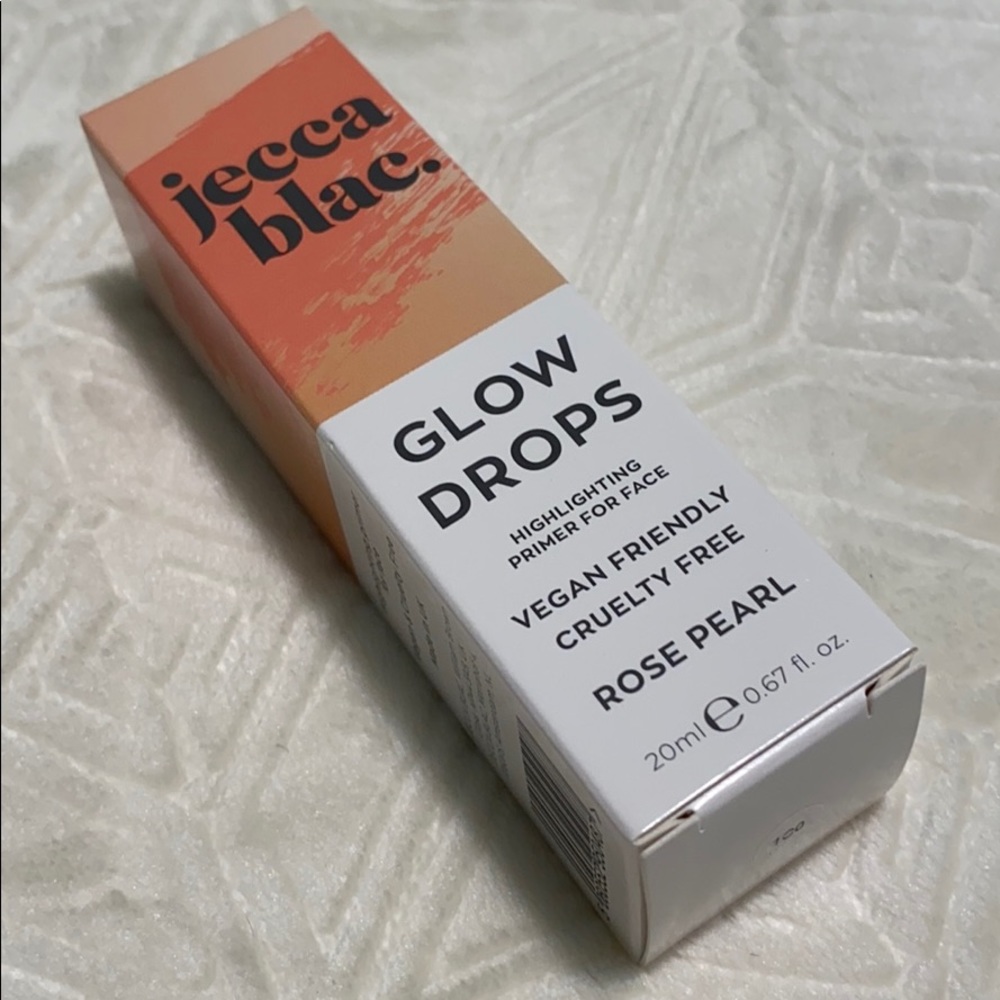 jecca
blac.
GLOW
DROPS
HIGHLIGHTING
PRIMER FOR FACE
VEGAN FRIENDLY
CRUELTY FREE
ROSE PEARL
20ml e 0.67 fl. oz.